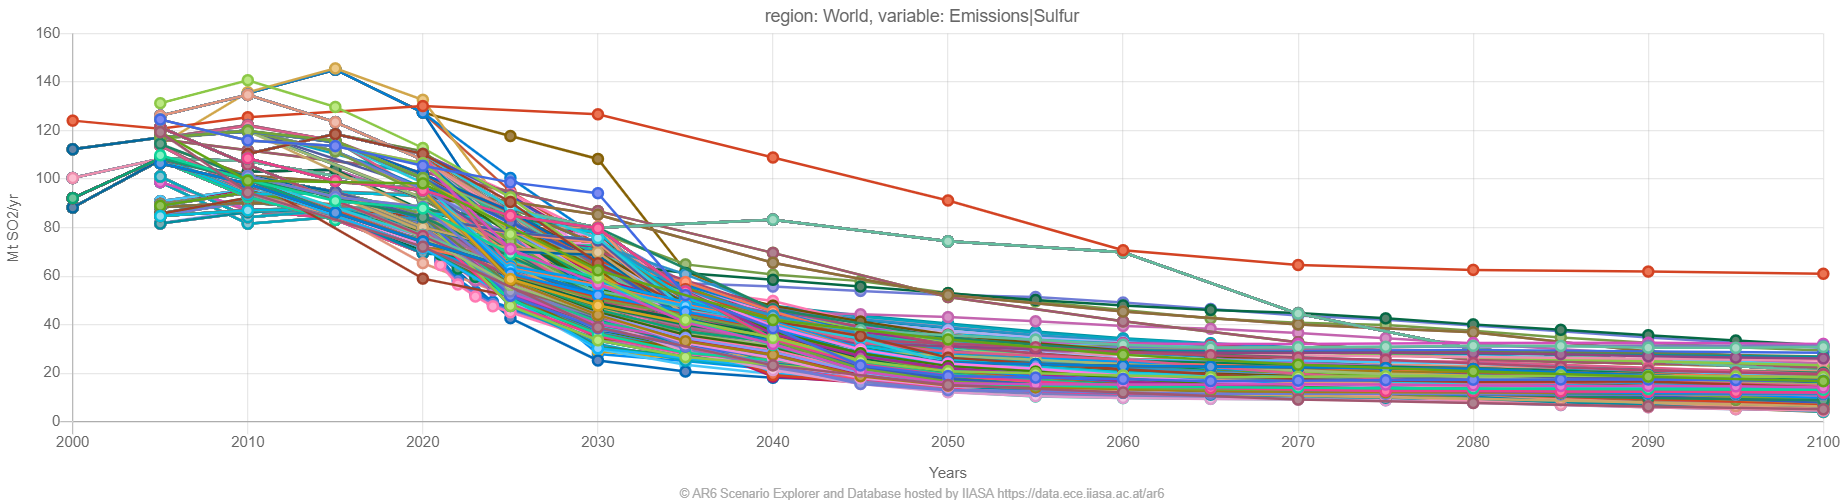 region: World, variable: Emissions|Sulfur
160
140
120
100
80
60
40
20
0
Mt SO2/yr
2000 2010 2020 2030 2040 2050 2060 2070 2080 2090 2100
Years
© AR6 Scenario Explorer and Database hosted by IIASA https://data.ece.iiasa.ac.at/ar6